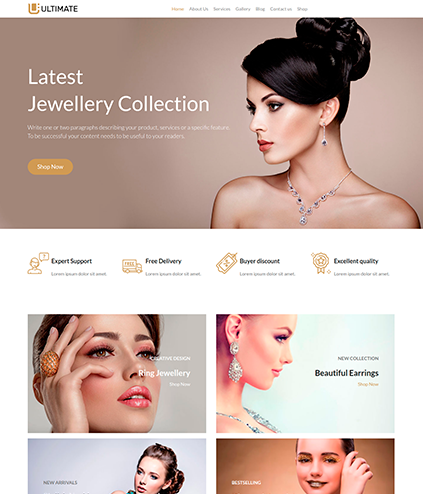 ULTIMATE
Home About Us Services Gallery Blog Contact us Shop
Latest
Jewellery Collection
Write one or two paragraphs describing your product, services or a specific feature.
To be successful your content needs to be useful to your readers.
Shop Now
Expert Support
Lorem ipsum dolor sit amet.
FREE
Free Delivery
Lorem ipsum dolor sit amet.
Buyer discount
Lorem ipsum dolor sit amet.
Excellent quality
Lorem ipsum dolor sit amet.
CREATIVE DESIGN
Ring Jewellery
Shop Now
NEW COLLECTION
Beautiful Earrings
Shop Now
NEW ARRIVALS
BESTSELLING